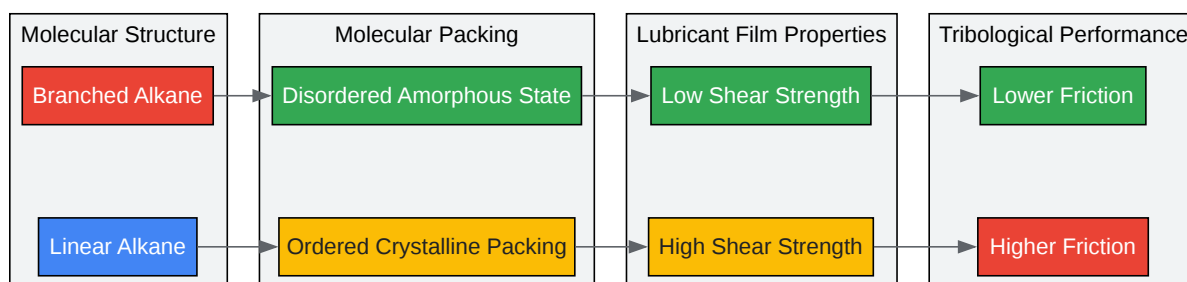 Molecular Structure
Branched Alkane
Linear Alkane
Molecular Packing
Disordered Amorphous State
Ordered Crystalline Packing
Lubricant Film Properties
Low Shear Strength
High Shear Strength
Tribological Performance
Lower Friction
Higher Friction